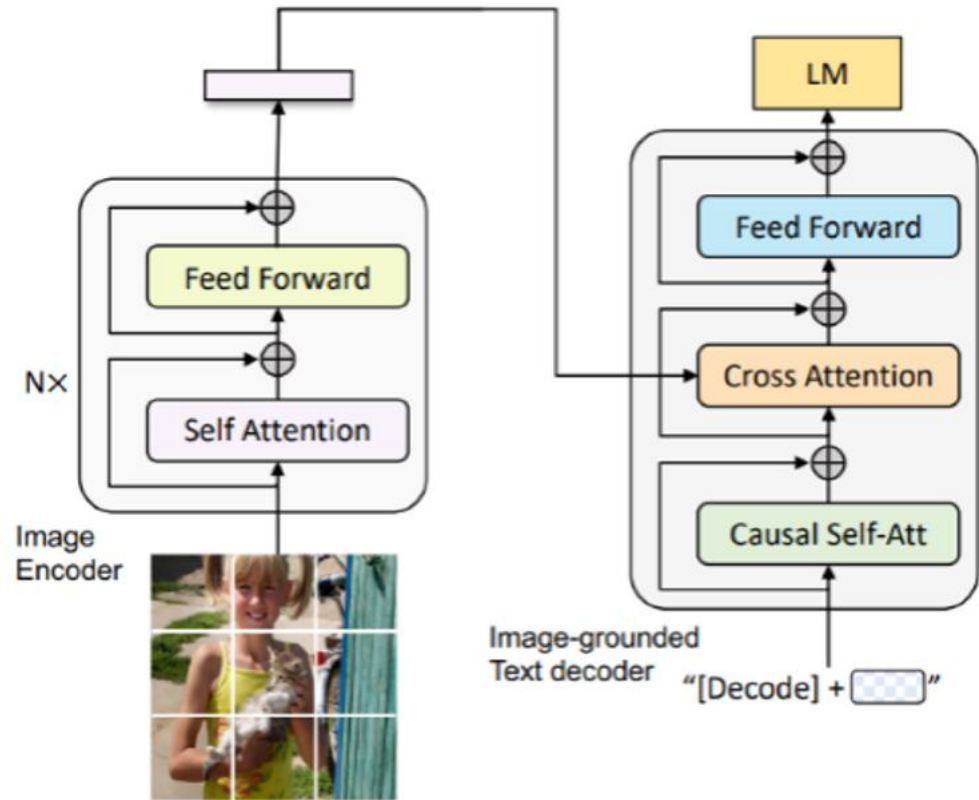 Feed Forward
Self Attention
N×
Image
Encoder
LM
Feed Forward
Cross Attention
Causal Self-Att
Image-grounded
Text decoder
“[Decode] + ”